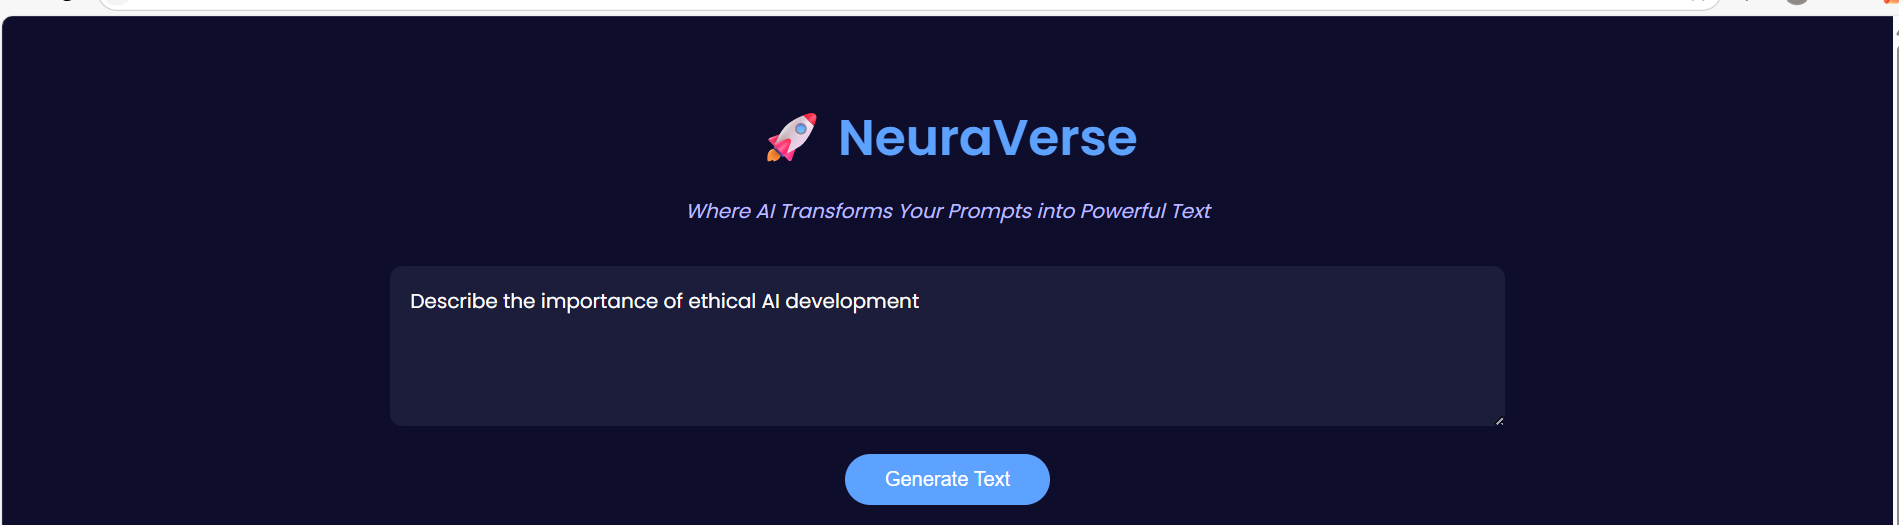 NeuraVerse
Where AI Transforms Your Prompts into Powerful Text
Describe the importance of ethical AI development
Generate Text